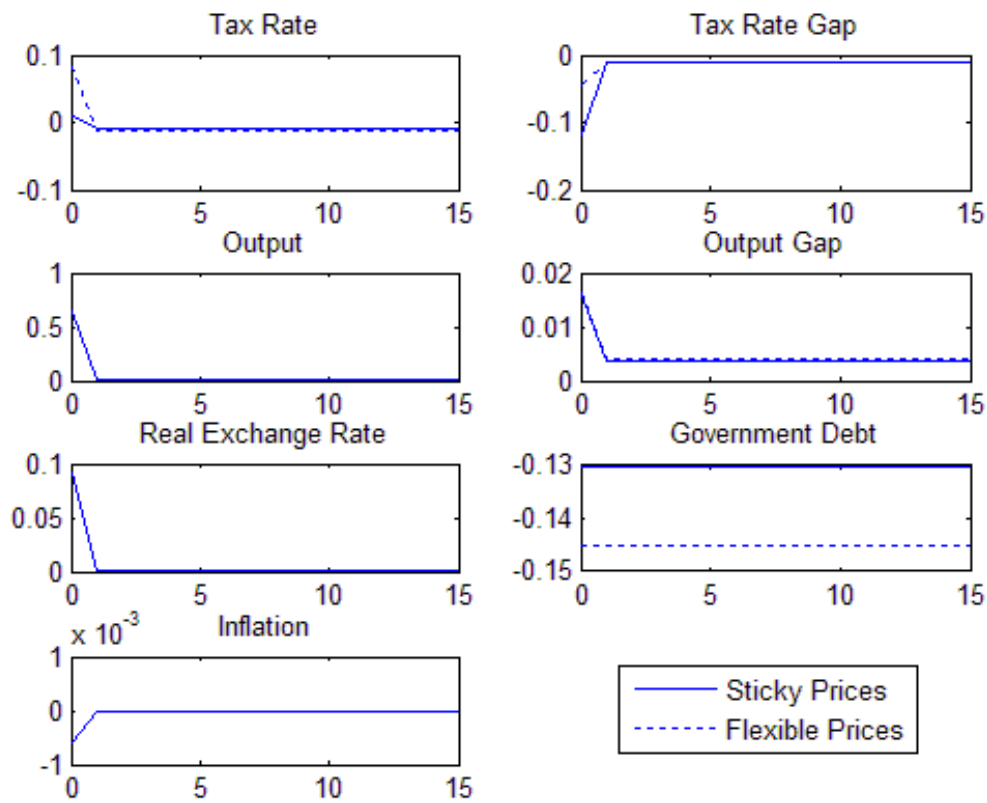 Tax Rate
0.1
0
-0.1
0 5 10 15
Tax Rate Gap
0
-0.1
-0.2
0 5 10 15
Output
1
0.5
0
0 5 10 15
Output Gap
0.02
0.01
0
0 5 10 15
Real Exchange Rate
0.1
0.05
0
0 5 10 15
Government Debt
-0.13
-0.14
-0.15
0 5 10 15
Inflation
x 10⁻³
1
0
-1
0 5 10 15
Sticky Prices
Flexible Prices